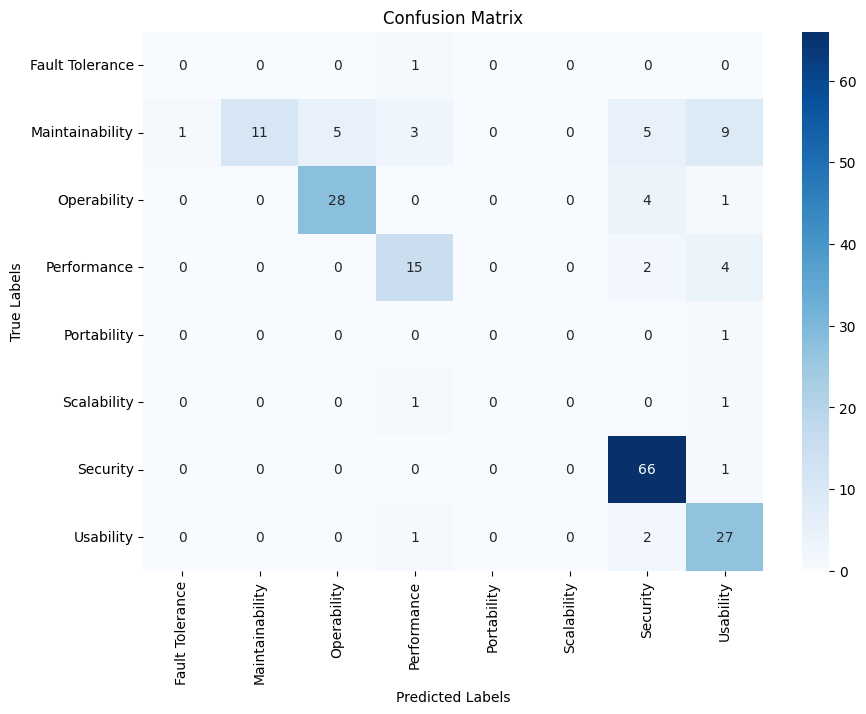 Confusion Matrix
True Labels
Fault Tolerance 0 0 0 1 0 0 0 0
Maintainability 1 11 5 3 0 0 5 9
Operability 0 0 28 0 0 0 4 1
Performance 0 0 0 15 0 0 2 4
Portability 0 0 0 0 0 0 0 1
Scalability 0 0 0 1 0 0 0 1
Security 0 0 0 0 0 0 66 1
Usability 0 0 0 1 0 0 2 27
Fault Tolerance
Maintainability
Operability
Performance
Portability
Scalability
Security
Usability
Predicted Labels
60
50
40
30
20
10
0